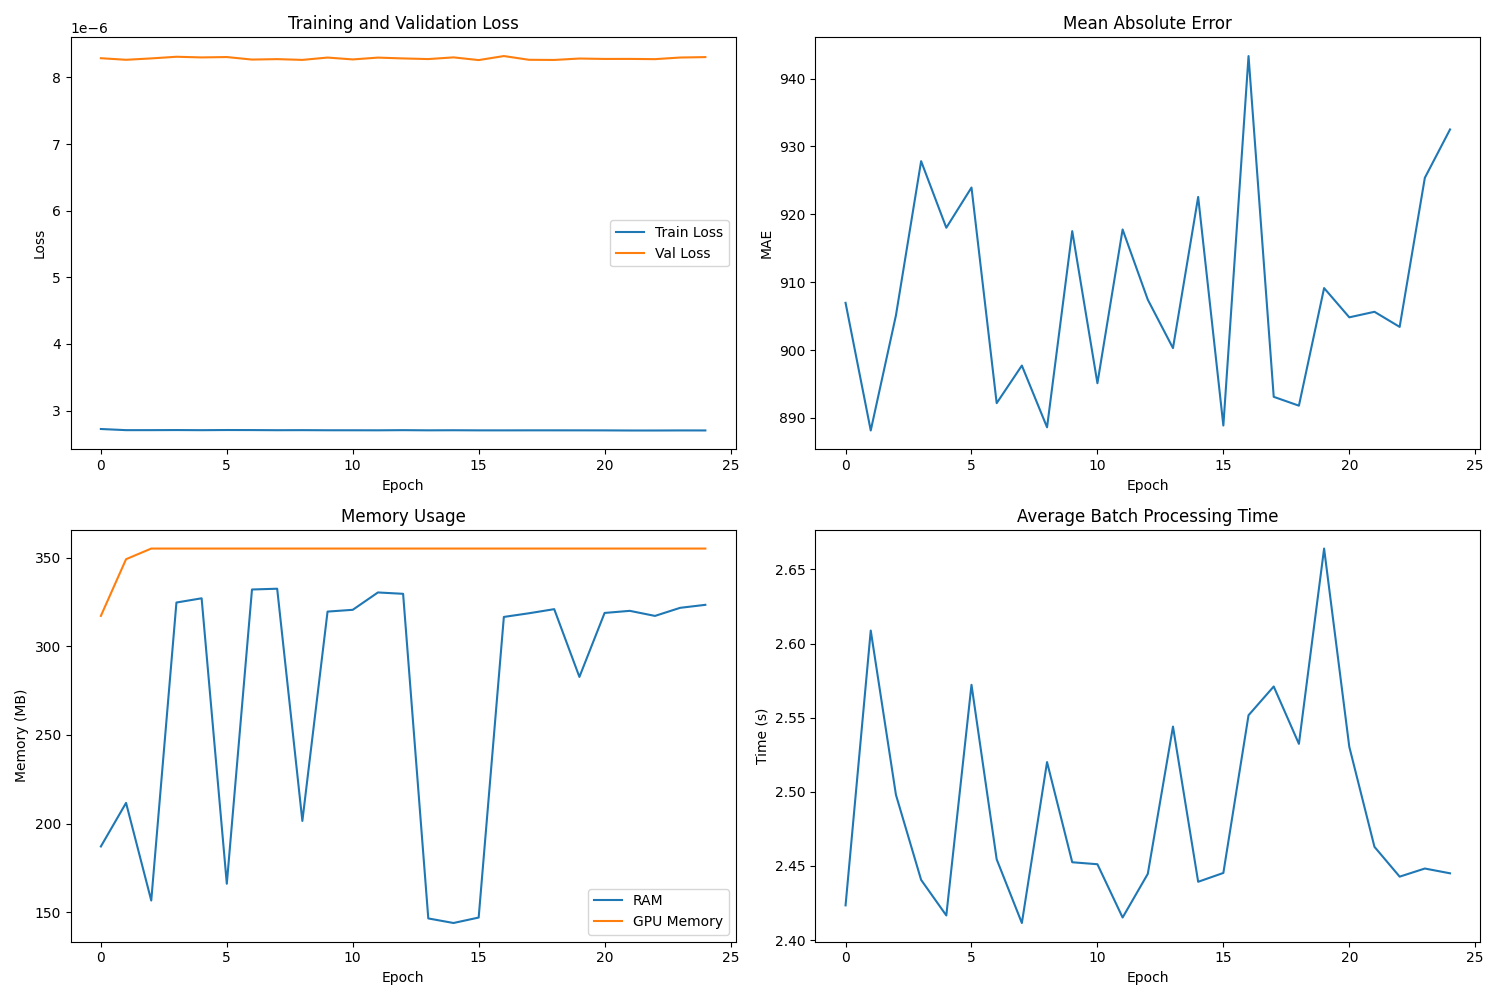 Training and Validation Loss
1e−6
8
7
6
5
4
3
Loss
Train Loss
Val Loss
0 5 10 15 20 25
Epoch
Mean Absolute Error
940
930
920
910
900
890
MAE
0 5 10 15 20 25
Epoch
Memory Usage
350
300
250
200
150
Memory (MB)
RAM
GPU Memory
0 5 10 15 20 25
Epoch
Average Batch Processing Time
2.65
2.60
2.55
2.50
2.45
2.40
Time (s)
0 5 10 15 20 25
Epoch